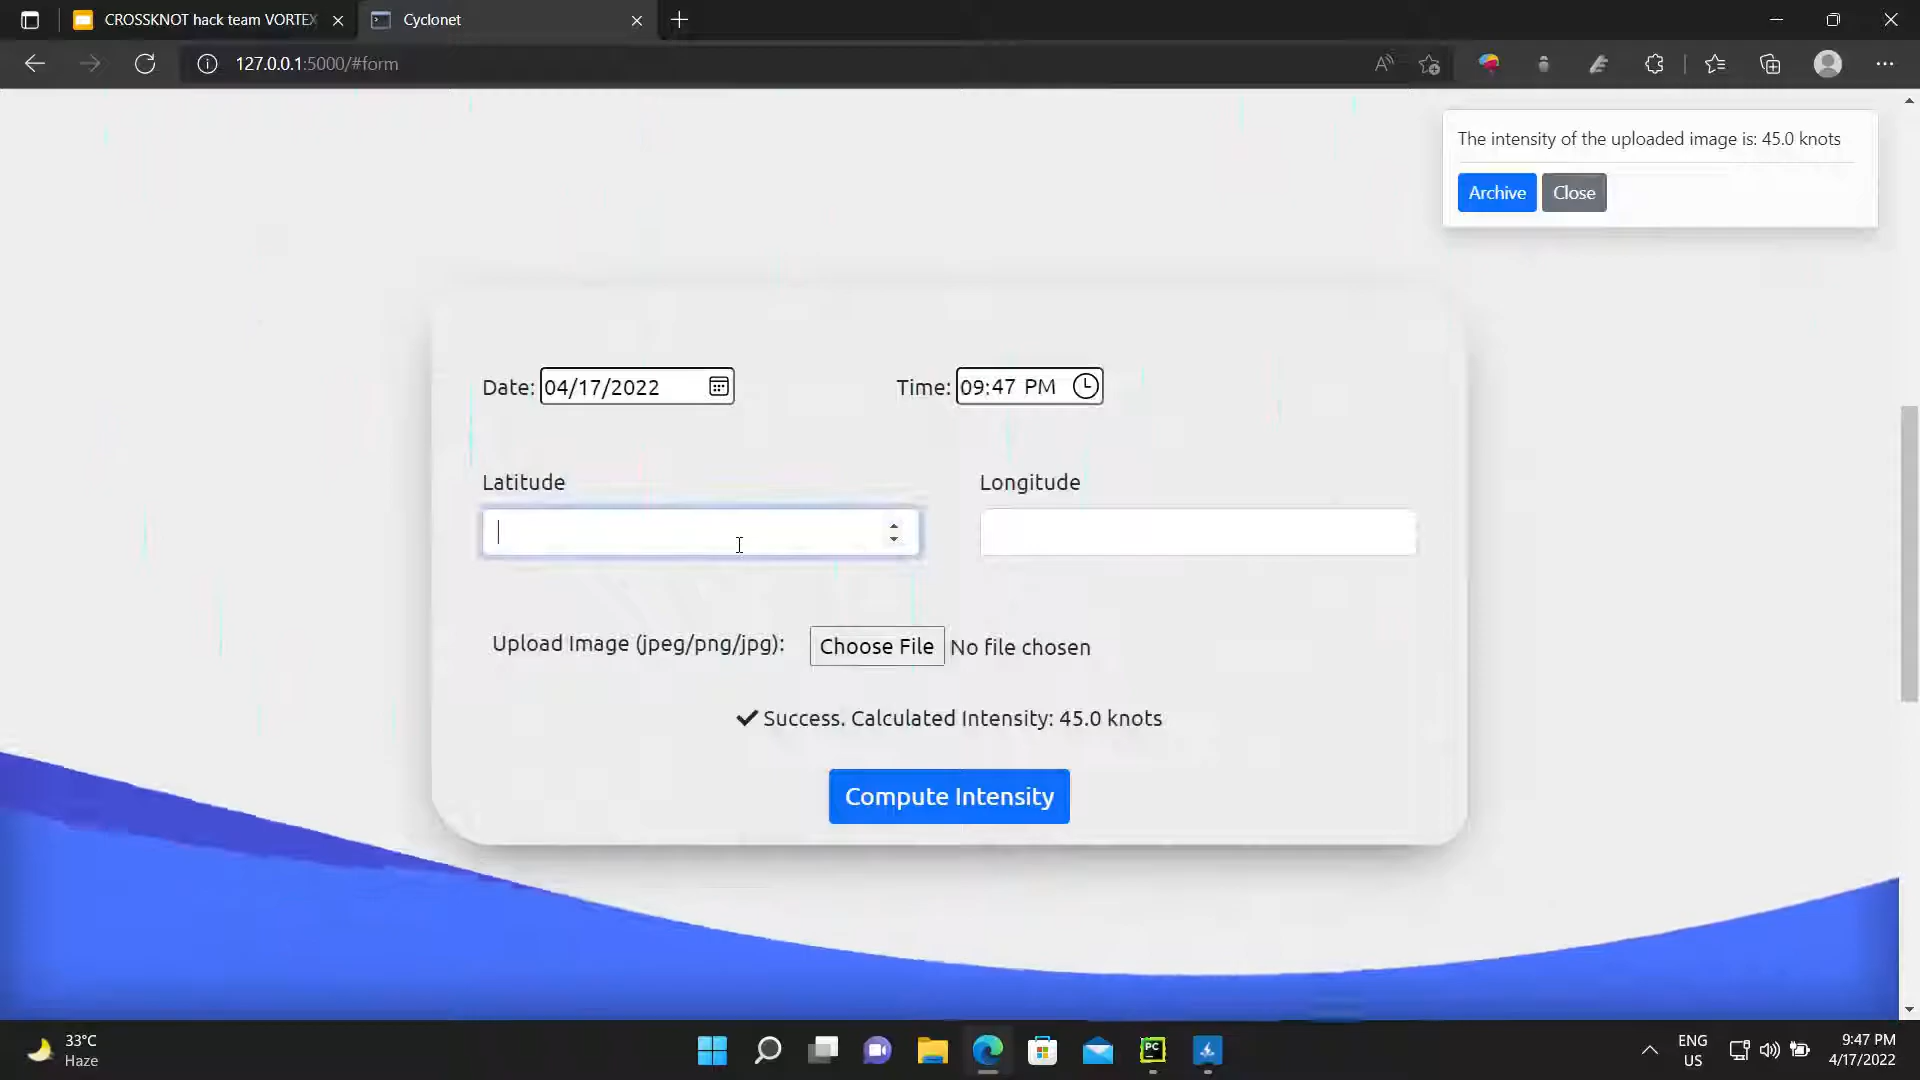 CROSSKNOT hack team VORTEX
Cyclonet
127.0.0.1:5000/#form
The intensity of the uploaded image is: 45.0 knots
Archive Close
Date: 04/17/2022 Time: 09:47 PM
Latitude Longitude
Upload Image (jpeg/png/jpg): Choose File No file chosen
✔ Success. Calculated Intensity: 45.0 knots
Compute Intensity
33°C
Haze
PC
ENG
US
9:47 PM
4/17/2022